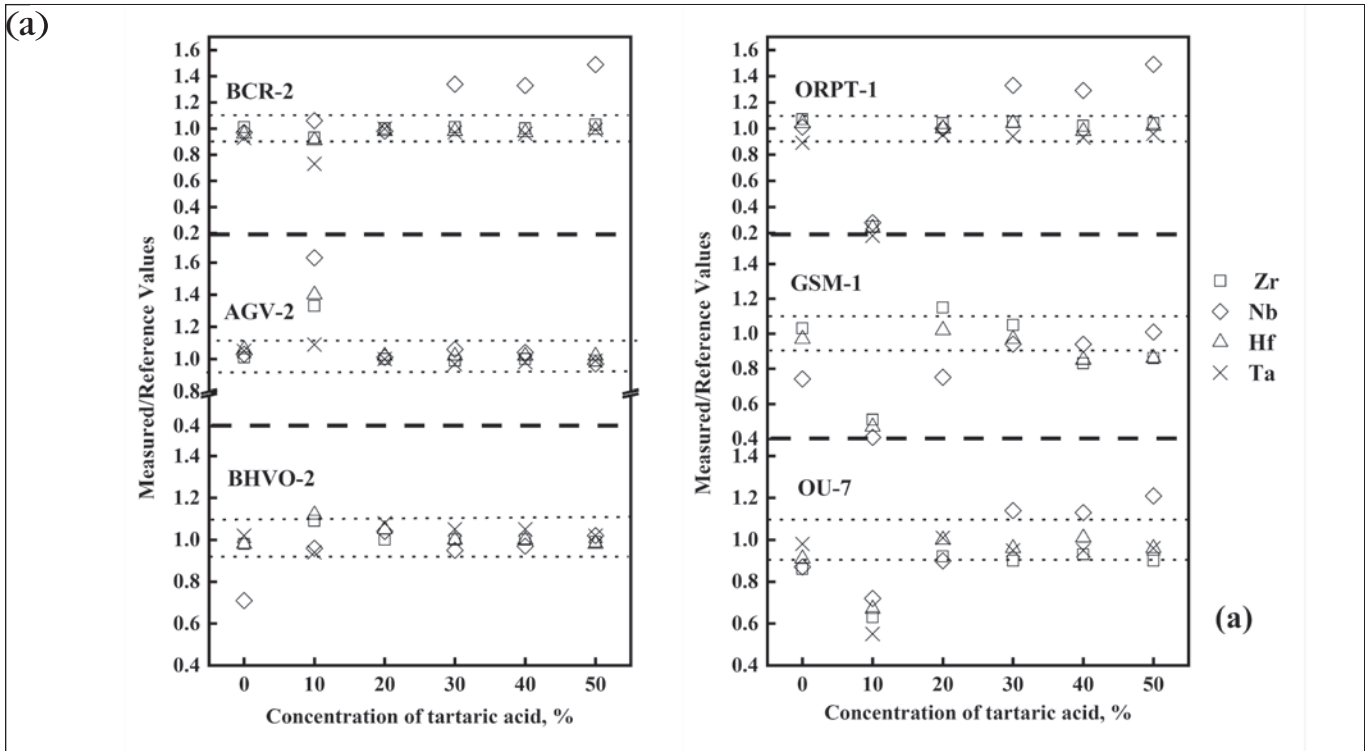 (a)
1.6
1.4
1.2
1.0
0.8
0.6
0.4
0.2
BCR-2
1.6
1.4
1.2
1.0
0.8
AGV-2
0.4
1.4
1.2
1.0
0.8
0.6
0.4
BHVO-2
Measured/Reference Values
0 10 20 30 40 50
Concentration of tartaric acid, %
1.6
1.4
1.2
1.0
0.8
0.6
0.4
0.2
ORPT-1
1.4
1.2
1.0
0.8
0.6
0.4
GSM-1
1.4
1.2
1.0
0.8
0.6
0.4
OU-7
Measured/Reference Values
0 10 20 30 40 50
Concentration of tartaric acid, %
Zr
Nb
Hf
Ta
(a)